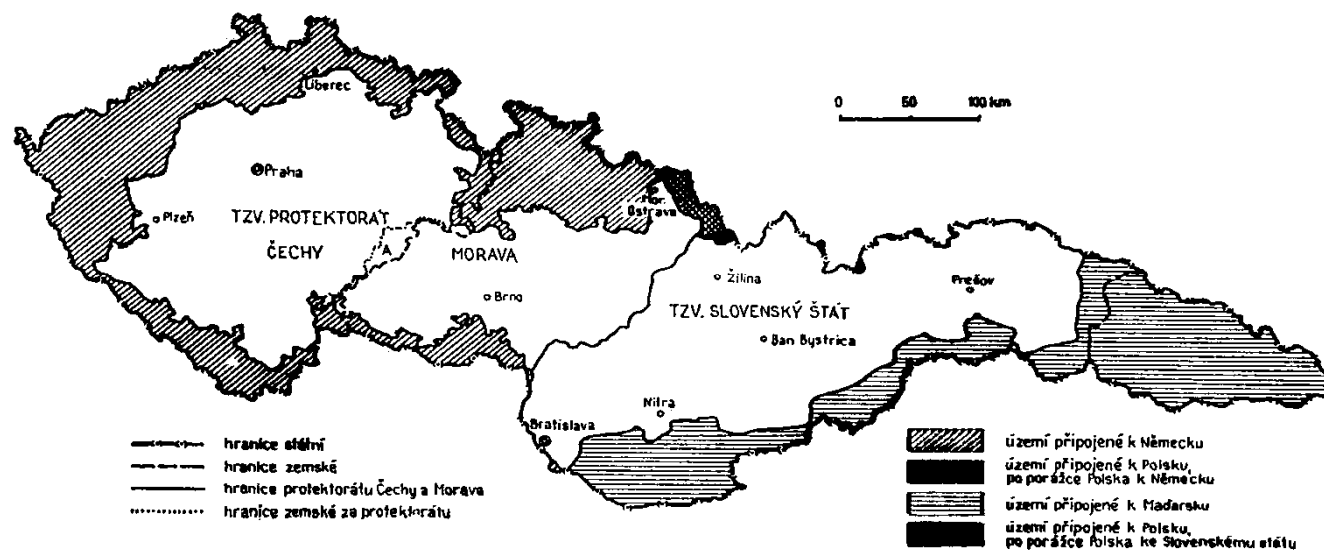 Liberec
0 50 100 km
Praha
Mor.
Ostrava
Plzeň
TZV. PROTEKTORÁT
ČECHY
A
MORAVA
Žilina
Brno
Prešov
TZV. SLOVENSKÝ ŠTÁT
Ban Bystrica
Nitra
Bratislava
hranice státní
hranice zemské
hranice protektorátu Čechy a Morava
hranice zemské za protektorátu
území připojené k Německu
území připojené k Polsku,
po porážce Polska k Německu
území připojené k Maďarsku
území připojené k Polsku,
po porážce Polska ke Slovenskému státu